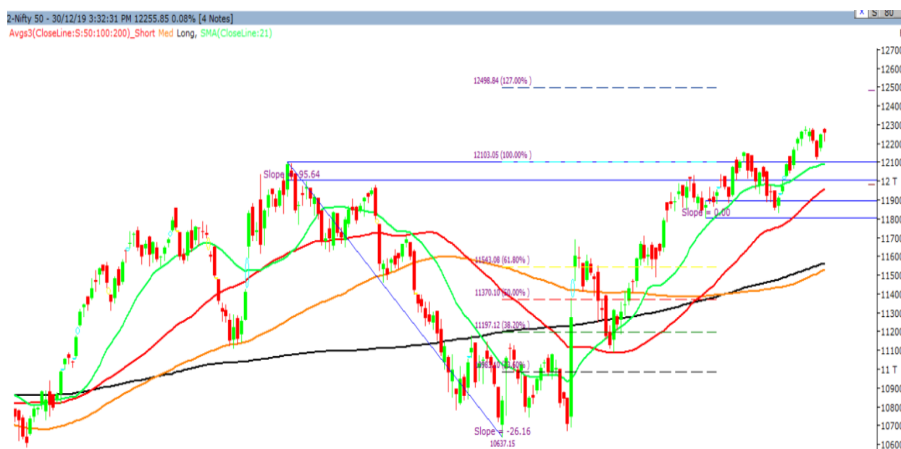 2-Nifty 50 - 30/12/19 3:32:31 PM 12255.85 0.08% [4 Notes]
Avgs3(CloseLine:S:50:100:200)_Short Med Long, SMA(CloseLine:21)
12700
12498.84 (127.00% )
12600
12500
12400
12300
12200
12103.05 (100.00% )
12100
Slope = -95.64
12 T
11900
Slope = 0.00
11800
11700
11600
11543.08 (61.80% )
11500
11400
11370.10 (50.00% )
11300
11197.12 (38.20% )
11200
11100
11 T
10900
10800
10700
Slope = -26.16
10637.15
10600